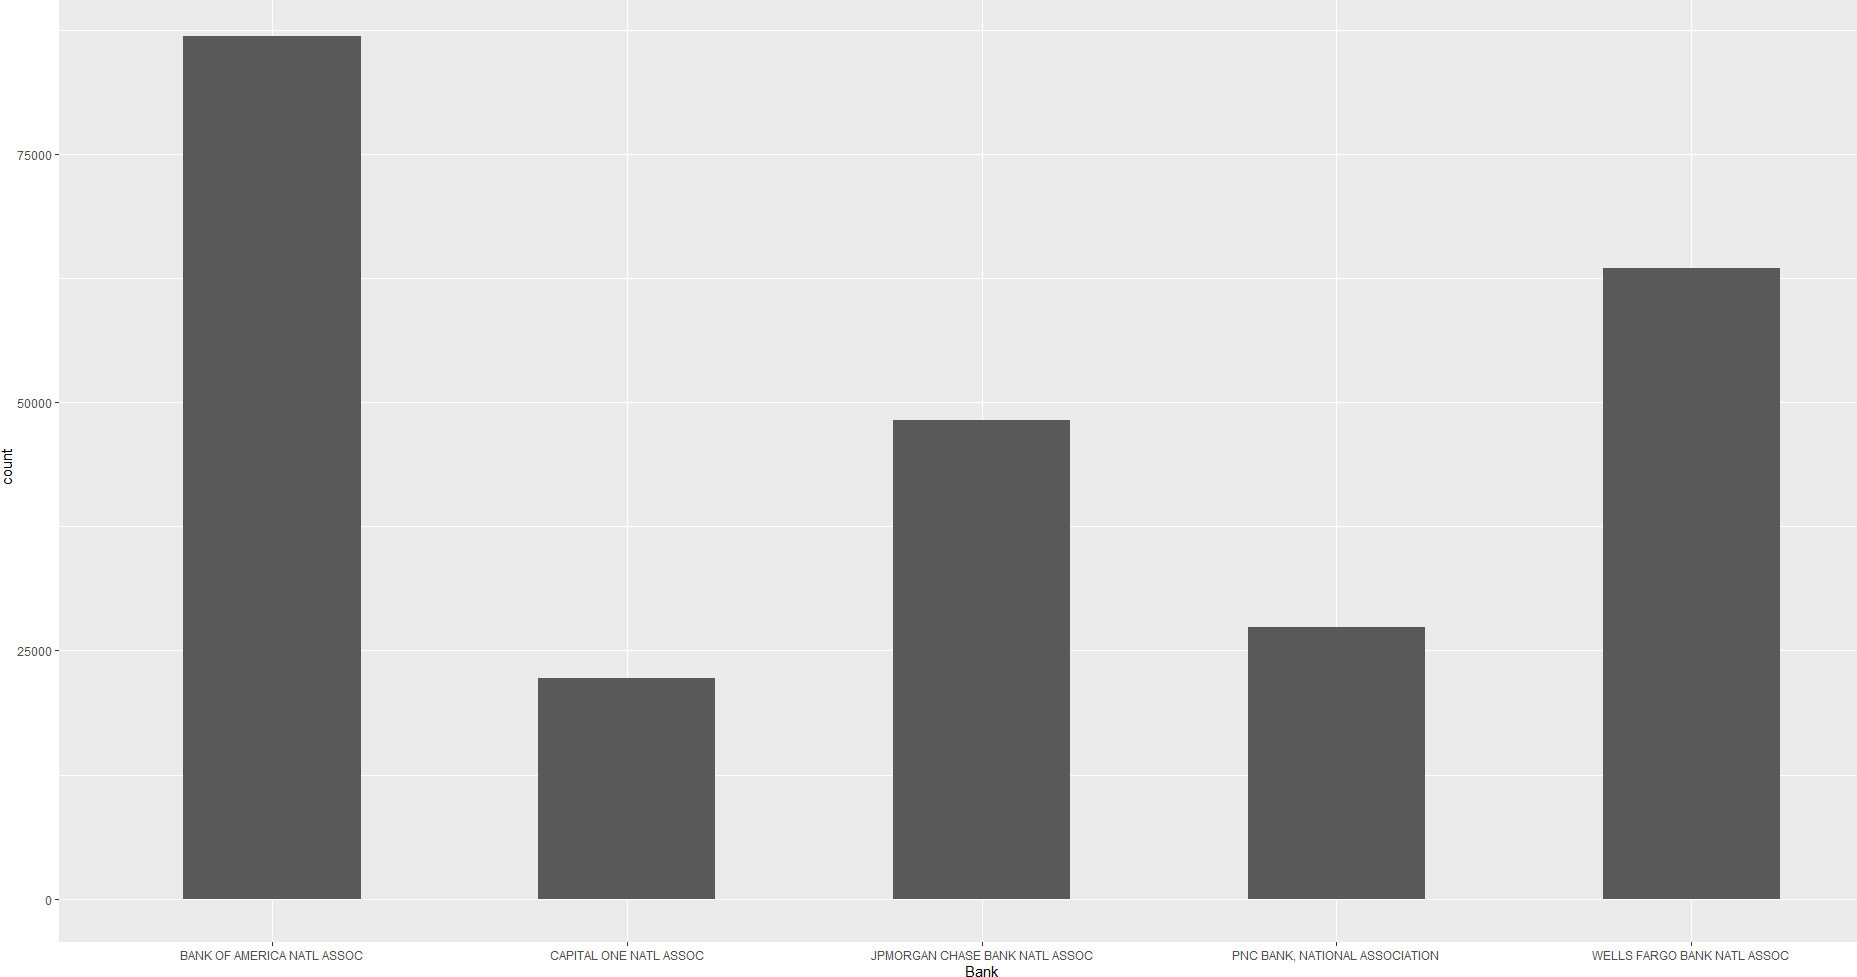 75000
50000
count
25000
0
BANK OF AMERICA NATL ASSOC
CAPITAL ONE NATL ASSOC
JPMORGAN CHASE BANK NATL ASSOC
PNC BANK, NATIONAL ASSOCIATION
WELLS FARGO BANK NATL ASSOC
Bank